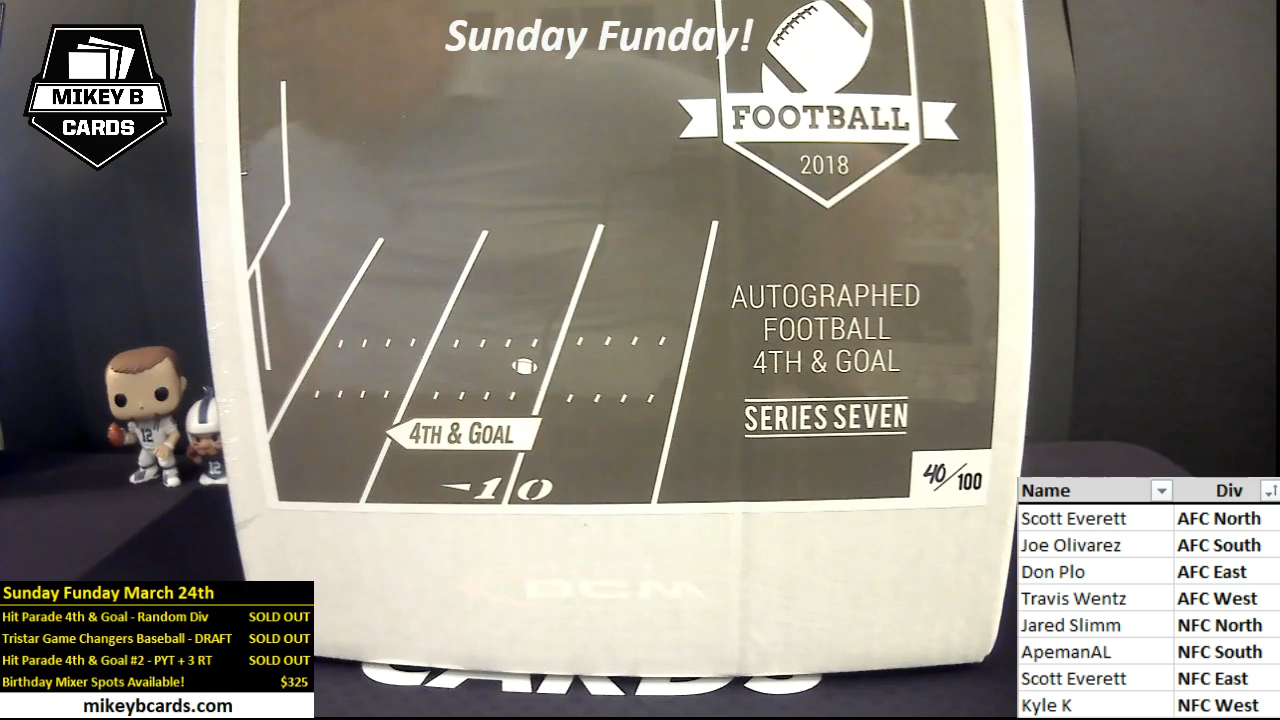 Sunday Funday!
MIKEY B
CARDS
FOOTBALL
2018
AUTOGRAPHED
FOOTBALL
4TH & GOAL
SERIES SEVEN
4TH & GOAL
10
40/100
12
12
BCM
CARDS
Sunday Funday March 24th
Hit Parade 4th & Goal - Random Div SOLD OUT
Tristar Game Changers Baseball - DRAFT SOLD OUT
Hit Parade 4th & Goal #2 - PYT + 3 RT SOLD OUT
Birthday Mixer Spots Available! $325
mikeybcards.com
Name Div
Scott Everett AFC North
Joe Olivarez AFC South
Don Plo AFC East
Travis Wentz AFC West
Jared Slimm NFC North
ApemanAL NFC South
Scott Everett NFC East
Kyle K NFC West